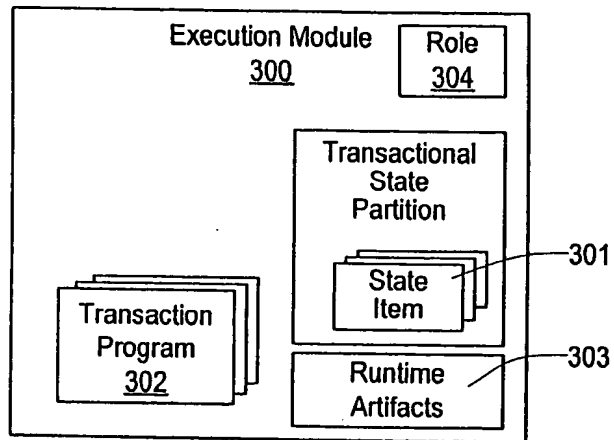 Execution Module
300
Role
304
Transactional
State
Partition
State
Item
301
Transaction
Program
302
Runtime
Artifacts
303